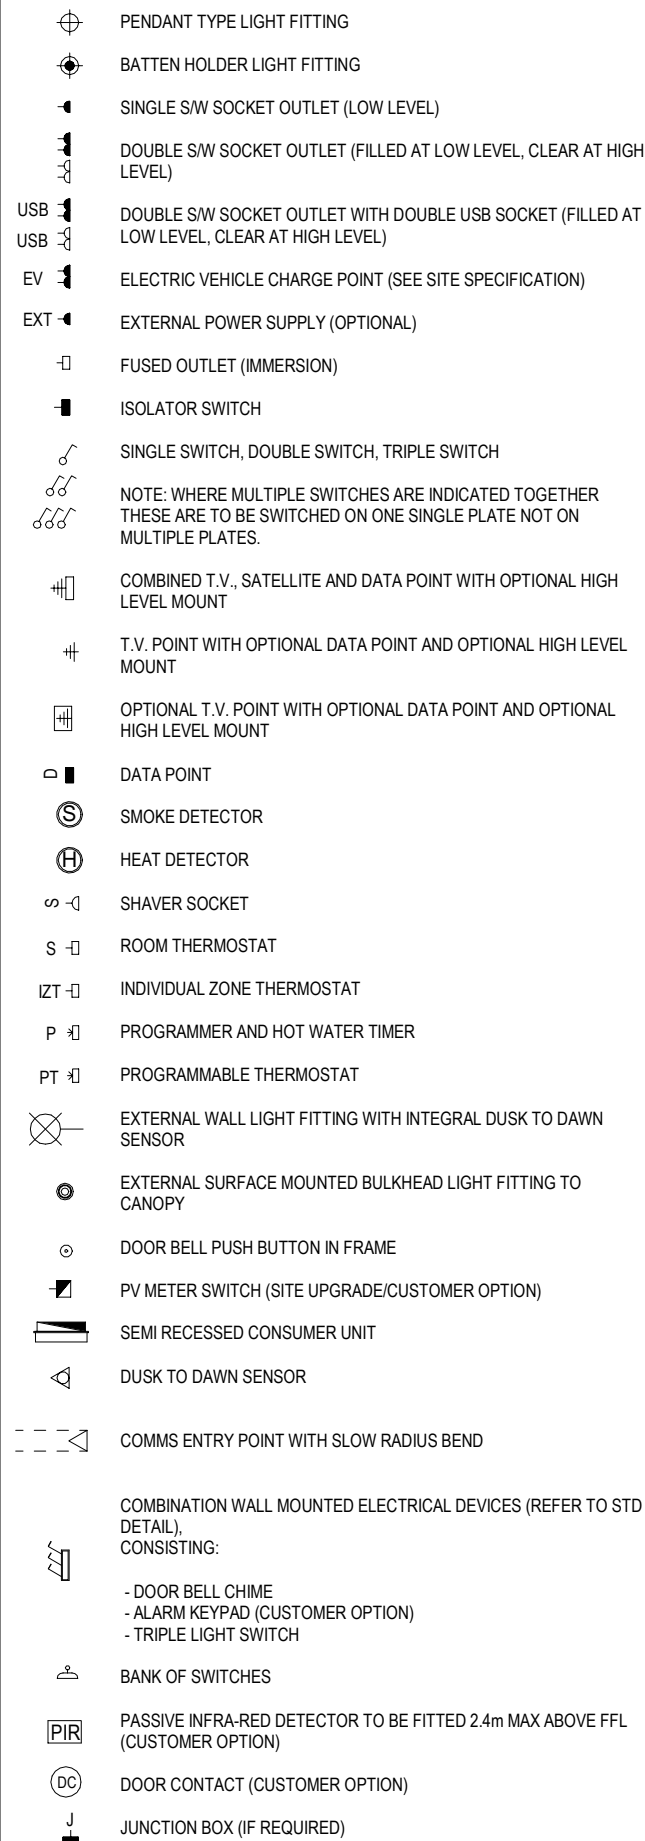 PENDANT TYPE LIGHT FITTING
BATTEN HOLDER LIGHT FITTING
SINGLE S/W SOCKET OUTLET (LOW LEVEL)
DOUBLE S/W SOCKET OUTLET (FILLED AT LOW LEVEL, CLEAR AT HIGH
LEVEL)
USB
USB
DOUBLE S/W SOCKET OUTLET WITH DOUBLE USB SOCKET (FILLED AT
LOW LEVEL, CLEAR AT HIGH LEVEL)
EV ELECTRIC VEHICLE CHARGE POINT (SEE SITE SPECIFICATION)
EXT EXTERNAL POWER SUPPLY (OPTIONAL)
FUSED OUTLET (IMMERSION)
ISOLATOR SWITCH
SINGLE SWITCH, DOUBLE SWITCH, TRIPLE SWITCH
NOTE: WHERE MULTIPLE SWITCHES ARE INDICATED TOGETHER
THESE ARE TO BE SWITCHED ON ONE SINGLE PLATE NOT ON
MULTIPLE PLATES.
COMBINED T.V., SATELLITE AND DATA POINT WITH OPTIONAL HIGH
LEVEL MOUNT
T.V. POINT WITH OPTIONAL DATA POINT AND OPTIONAL HIGH LEVEL
MOUNT
OPTIONAL T.V. POINT WITH OPTIONAL DATA POINT AND OPTIONAL
HIGH LEVEL MOUNT
D DATA POINT
S SMOKE DETECTOR
H HEAT DETECTOR
S SHAVER SOCKET
S ROOM THERMOSTAT
IZT INDIVIDUAL ZONE THERMOSTAT
P PROGRAMMER AND HOT WATER TIMER
PT PROGRAMMABLE THERMOSTAT
EXTERNAL WALL LIGHT FITTING WITH INTEGRAL DUSK TO DAWN
SENSOR
EXTERNAL SURFACE MOUNTED BULKHEAD LIGHT FITTING TO
CANOPY
DOOR BELL PUSH BUTTON IN FRAME
PV METER SWITCH (SITE UPGRADE/CUSTOMER OPTION)
SEMI RECESSED CONSUMER UNIT
DUSK TO DAWN SENSOR
COMMS ENTRY POINT WITH SLOW RADIUS BEND
COMBINATION WALL MOUNTED ELECTRICAL DEVICES (REFER TO STD
DETAIL),
CONSISTING:
- DOOR BELL CHIME
- ALARM KEYPAD (CUSTOMER OPTION)
- TRIPLE LIGHT SWITCH
BANK OF SWITCHES
PIR PASSIVE INFRA-RED DETECTOR TO BE FITTED 2.4m MAX ABOVE FFL
(CUSTOMER OPTION)
DC DOOR CONTACT (CUSTOMER OPTION)
J JUNCTION BOX (IF REQUIRED)